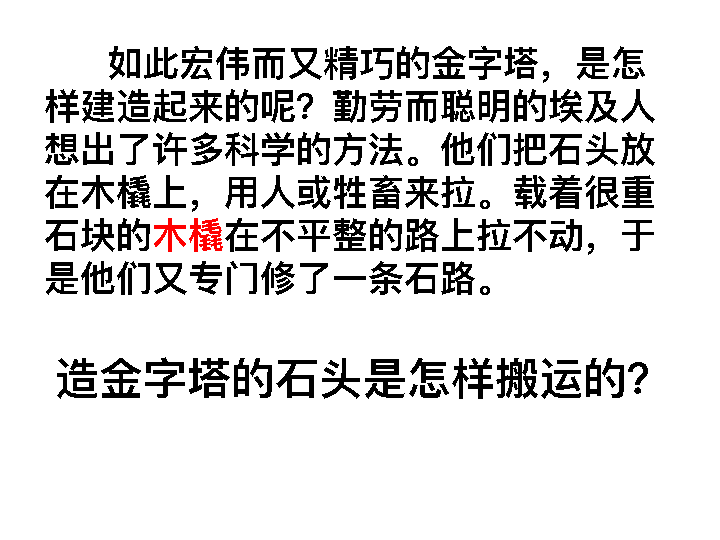 如此宏伟而又精巧的金字塔，是怎
样建造起来的呢？勤劳而聪明的埃及人
想出了许多科学的方法。他们把石头放
在木橇上，用人或牲畜来拉。载着很重
石块的木橇在不平整的路上拉不动，于
是他们又专门修了一条石路。
造金字塔的石头是怎样搬运的？